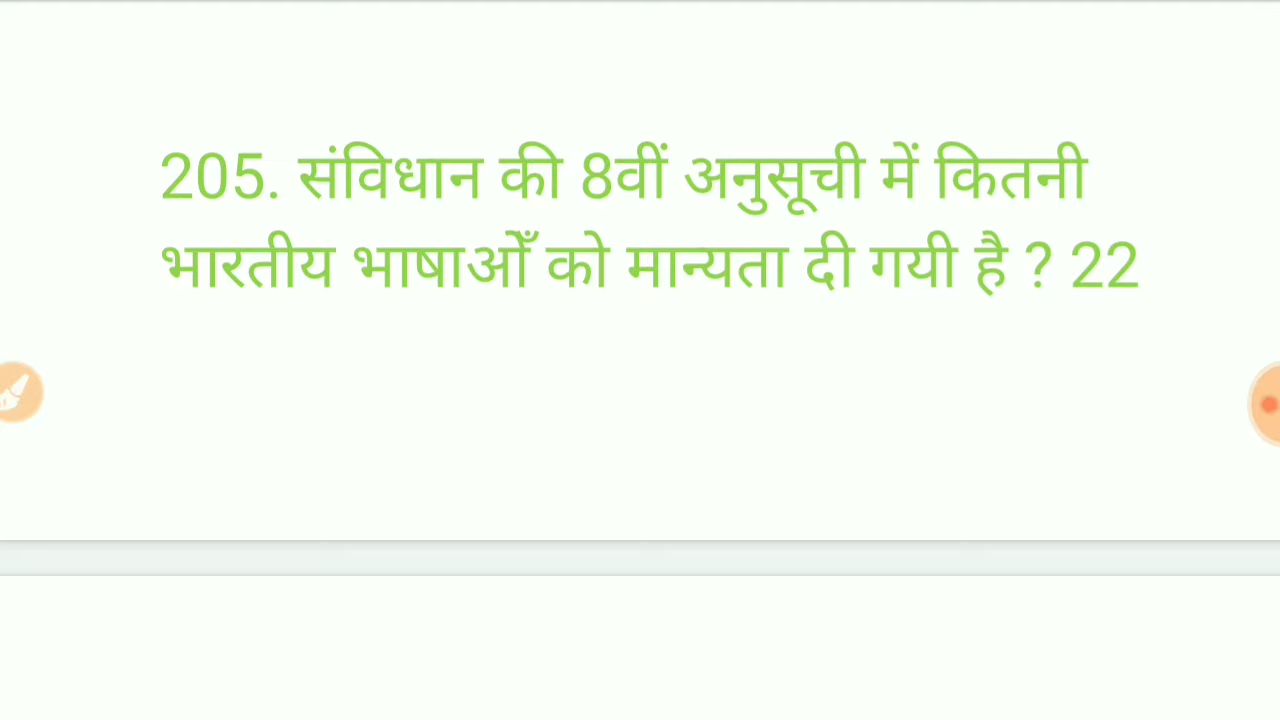 205. संविधान की 8वीं अनुसूची में कितनी
भारतीय भाषाओँं को मान्यता दी गयी है ? 22